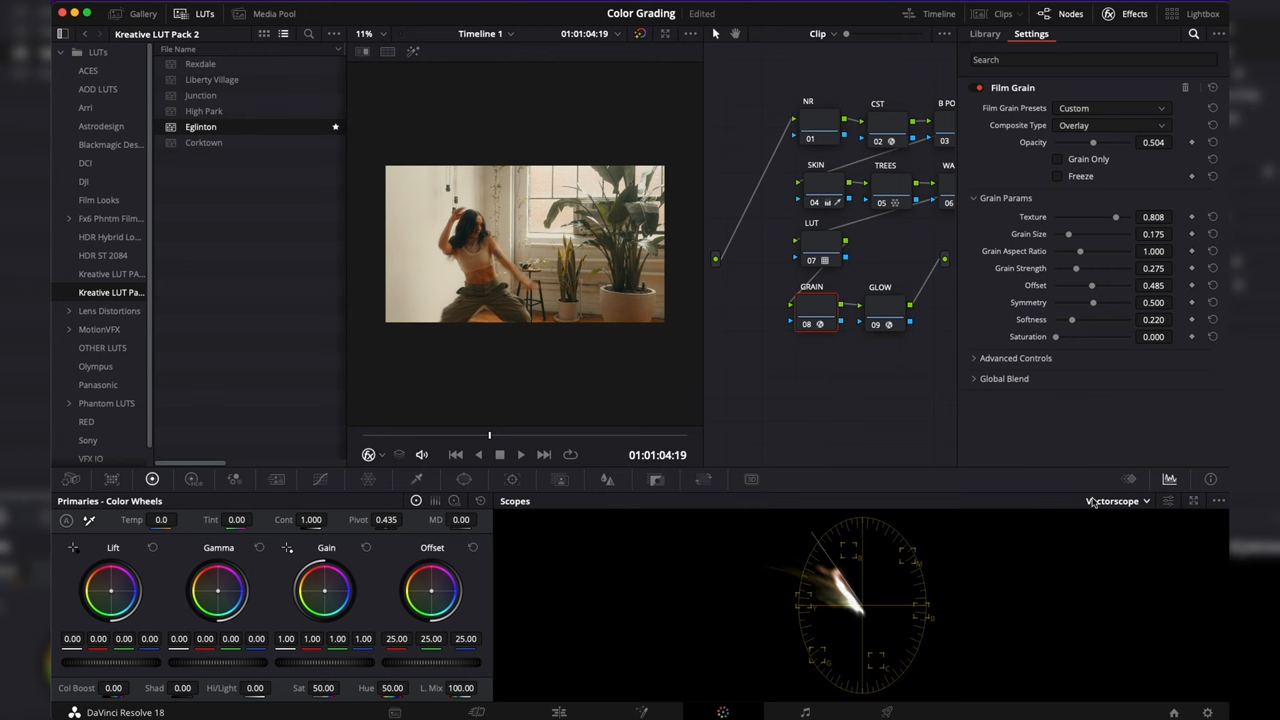 Gallery
LUTs
Media Pool
Color Grading
Edited
Timeline
Clips
Nodes
Effects
Lightbox
Kreative LUT Pack 2
11%
Timeline 1
01:01:04:19
Clip
Library
Settings
LUTs
ACES
AOD LUTS
Arri
Astrodesign
Blackmagic Des...
DCI
DJI
Film Looks
Fx6 Phntm Film...
HDR Hybrid Lo...
HDR ST 2084
Kreative LUT PA...
Kreative LUT Pa...
Lens Distortions
MotionVFX
OTHER LUTS
Olympus
Panasonic
Phantom LUTS
RED
Sony
VFX IO
File Name
Rexdale
Liberty Village
Junction
High Park
Eglinton
Corktown
01:01:04:19
NR
CST
B PO
01
02
03
SKIN
TREES
WA
04
05
06
LUT
07
GRAIN
GLOW
08
09
Search
Film Grain
Film Grain Presets Custom
Composite Type Overlay
Opacity 0.504
Grain Only
Freeze
Grain Params
Texture 0.808
Grain Size 0.175
Grain Aspect Ratio 1.000
Grain Strength 0.275
Offset 0.485
Symmetry 0.500
Softness 0.220
Saturation 0.000
Advanced Controls
Global Blend
Primaries - Color Wheels
Temp 0.0 Tint 0.00 Cont 1.000 Pivot 0.435 MD 0.00
Lift
Gamma
Gain
Offset
0.00 0.00 0.00 0.00
0.00 0.00 0.00 0.00
1.00 1.00 1.00 1.00
25.00 25.00 25.00
Col Boost 0.00 Shad 0.00 Hi/Light 0.00 Sat 50.00 Hue 50.00 L. Mix 100.00
Scopes
Vectorscope
DaVinci Resolve 18